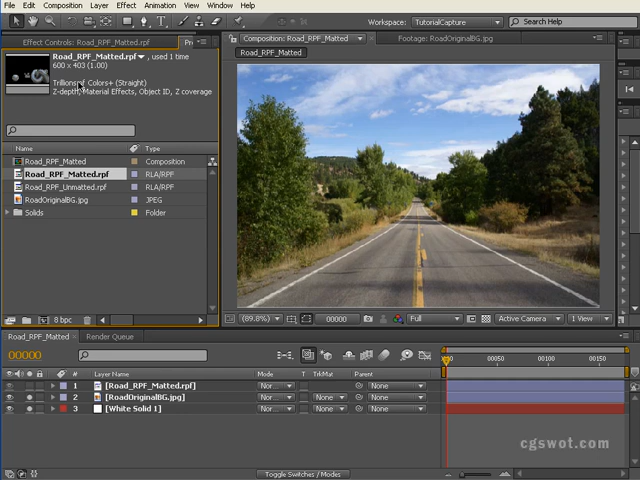 File Edit Composition Layer Effect Animation View Window Help
Workspace: TutorialCapture Search Help
Effect Controls: Road_RPF_Matted.rpf
Composition: Road_RPF_Matted Footage: RoadOriginalBG.jpg
Road_RPF_Matted
Road_RPF_Matted.rpf , used 1 time
600 x 403 (1.00)
Trillions of Colors+ (Straight)
Z-depth, Material Effects, Object ID, Z coverage
Name Type
Road_RPF_Matted Composition
Road_RPF_Matted.rpf RLA/RPF
Road_RPF_Unmatted.rpf RLA/RPF
RoadOriginalBG.jpg JPEG
Solids Folder
8 bpc
(89.8%) 00000 Full Active Camera 1 View
Road_RPF_Matted Render Queue
00000
00050 00100 00150
# Layer Name Mode T TrkMat Parent
1 [Road_RPF_Matted.rpf] Nor... None
2 [RoadOriginalBG.jpg] Nor... None None
3 [White Solid 1] Nor... None None
cgswot.com
Toggle Switches / Modes